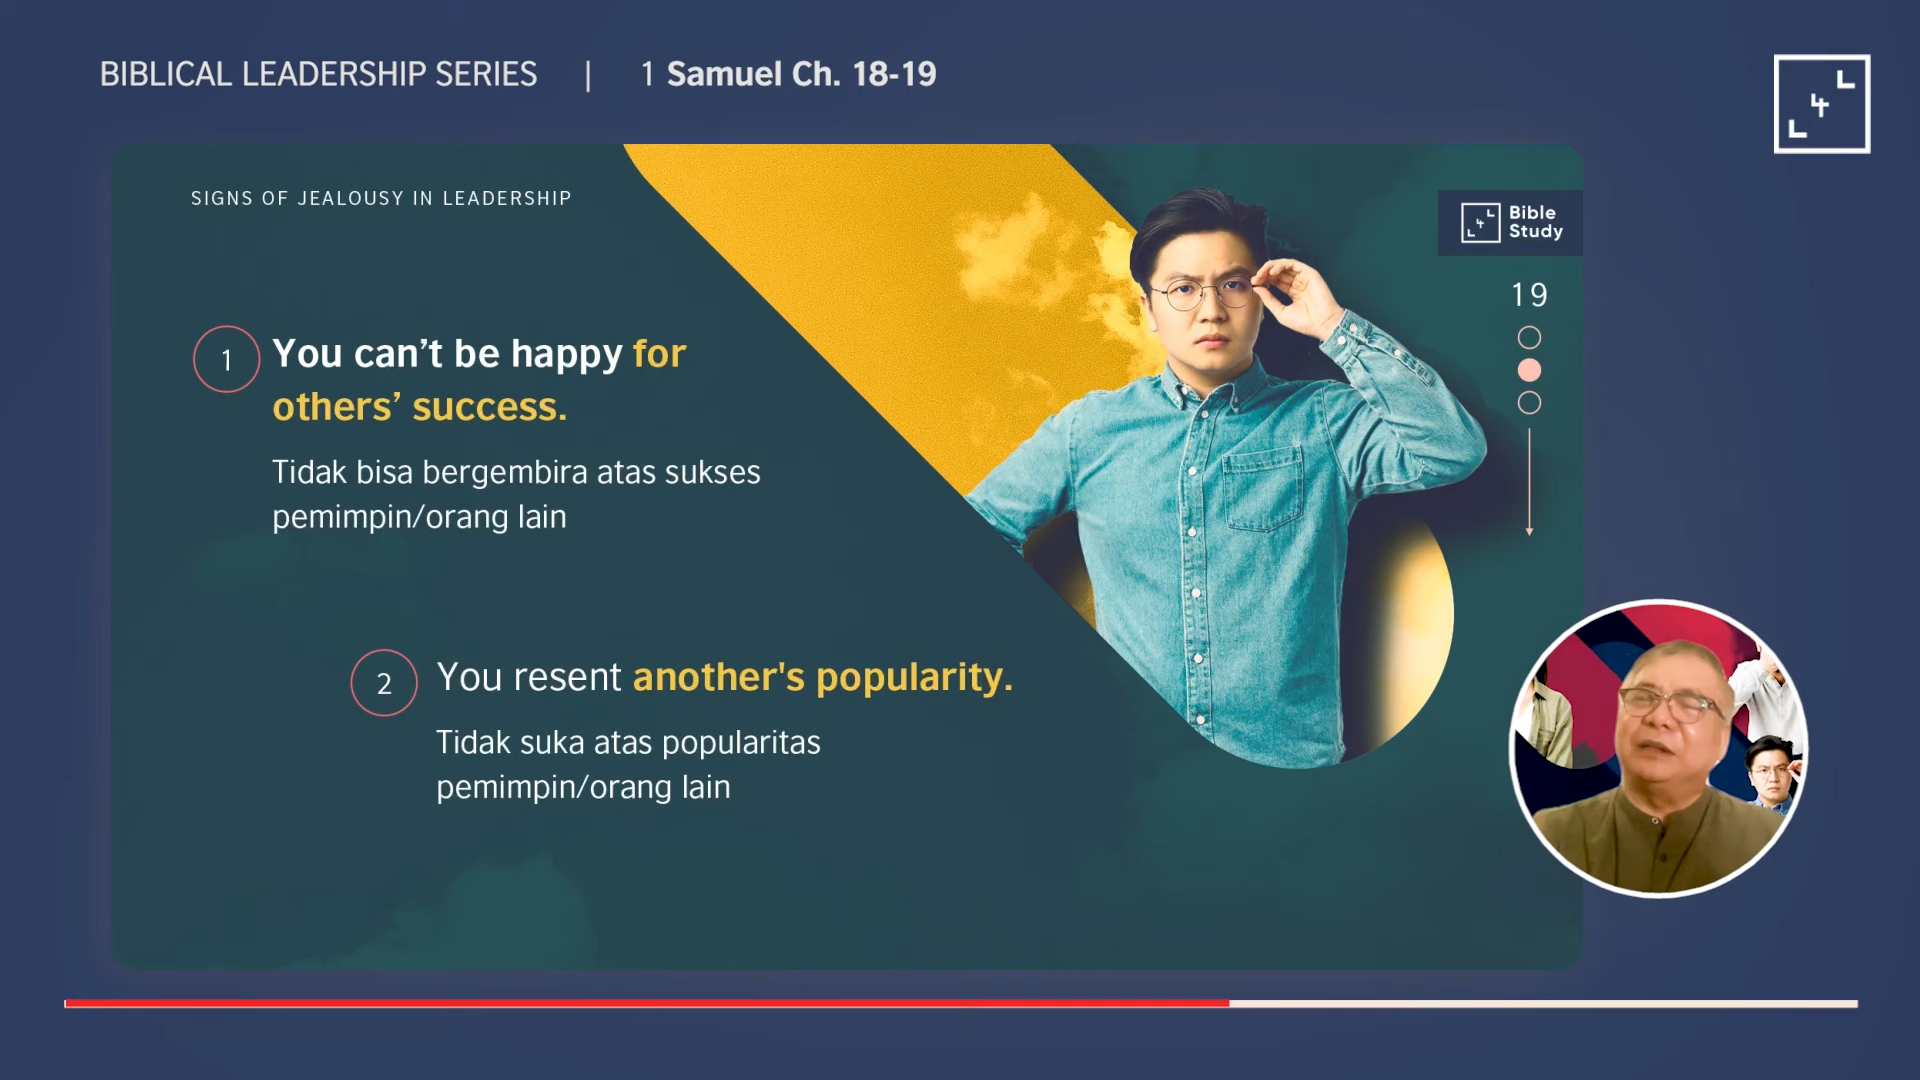 BIBLICAL LEADERSHIP SERIES | 1 Samuel Ch. 18-19
SIGNS OF JEALOUSY IN LEADERSHIP
Bible
Study
19
1
You can’t be happy for
others’ success.
Tidak bisa bergembira atas sukses
pemimpin/orang lain
2
You resent another's popularity.
Tidak suka atas popularitas
pemimpin/orang lain